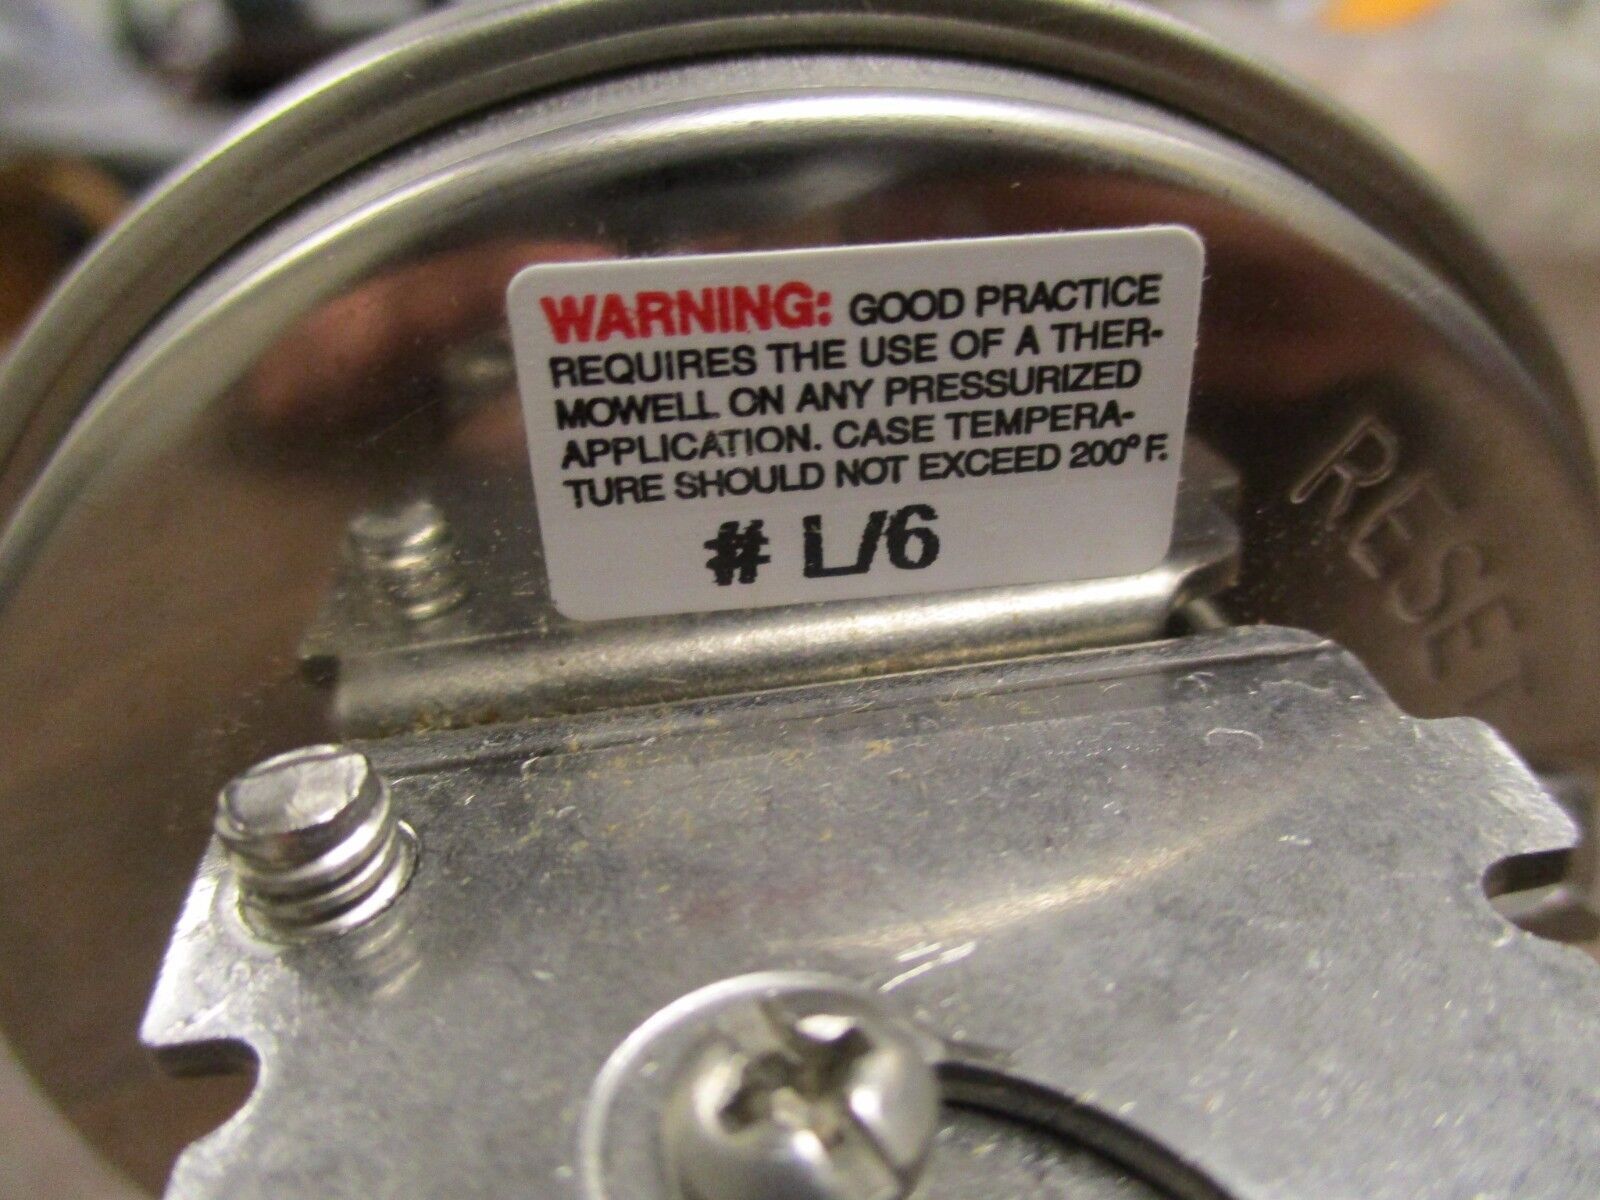 WARNING: GOOD PRACTICE
REQUIRES THE USE OF A THER-
MOWELL ON ANY PRESSURIZED
APPLICATION. CASE TEMPERA-
TURE SHOULD NOT EXCEED 200°F.
# L/6
RESET